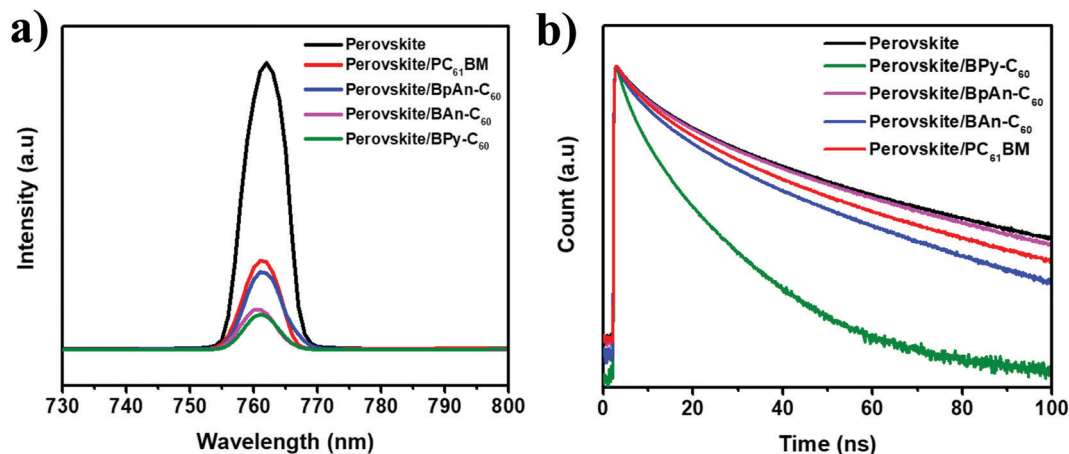 a)
Intensity (a.u)
Perovskite
Perovskite/PC₆₁BM
Perovskite/BpAn-C₆₀
Perovskite/BAn-C₆₀
Perovskite/BPy-C₆₀
730 740 750 760 770 780 790 800
Wavelength (nm)
b)
Count (a.u)
Perovskite
Perovskite/BPy-C₆₀
Perovskite/BpAn-C₆₀
Perovskite/BAn-C₆₀
Perovskite/PC₆₁BM
0 20 40 60 80 100
Time (ns)